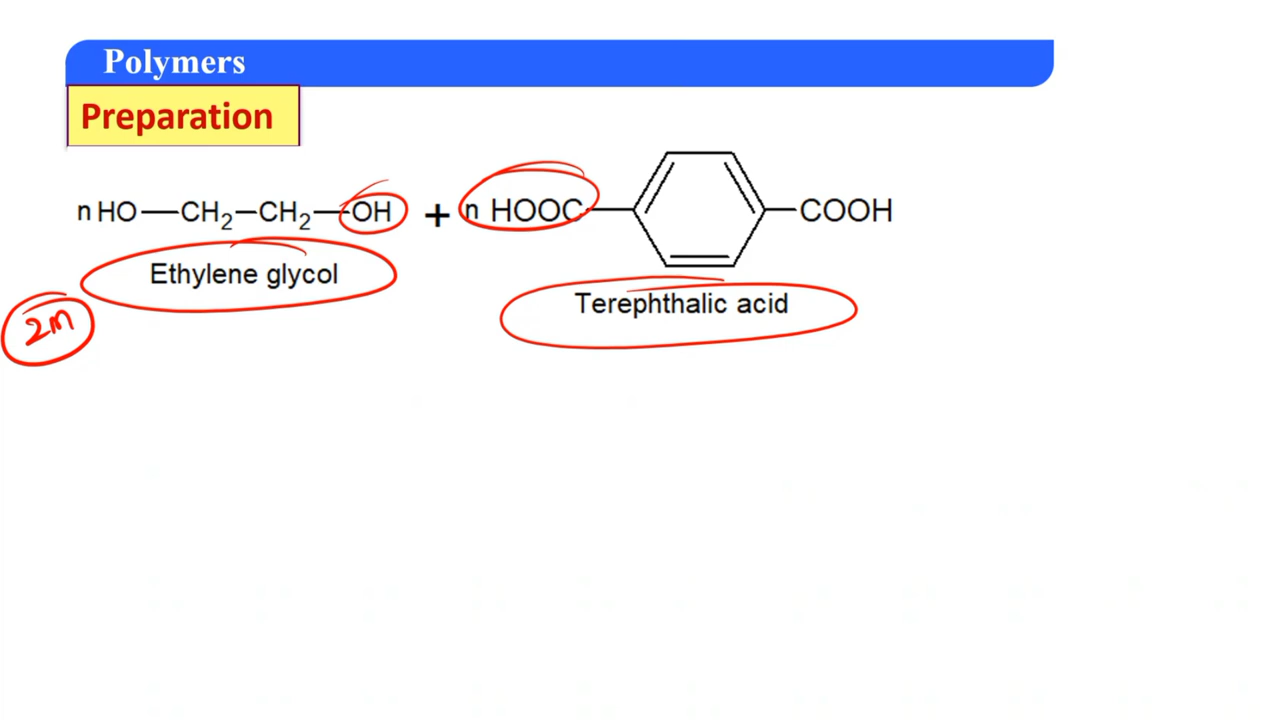 Polymers
Preparation
n HO—CH₂—CH₂—OH + n HOOC— —COOH
Ethylene glycol
Terephthalic acid
2m